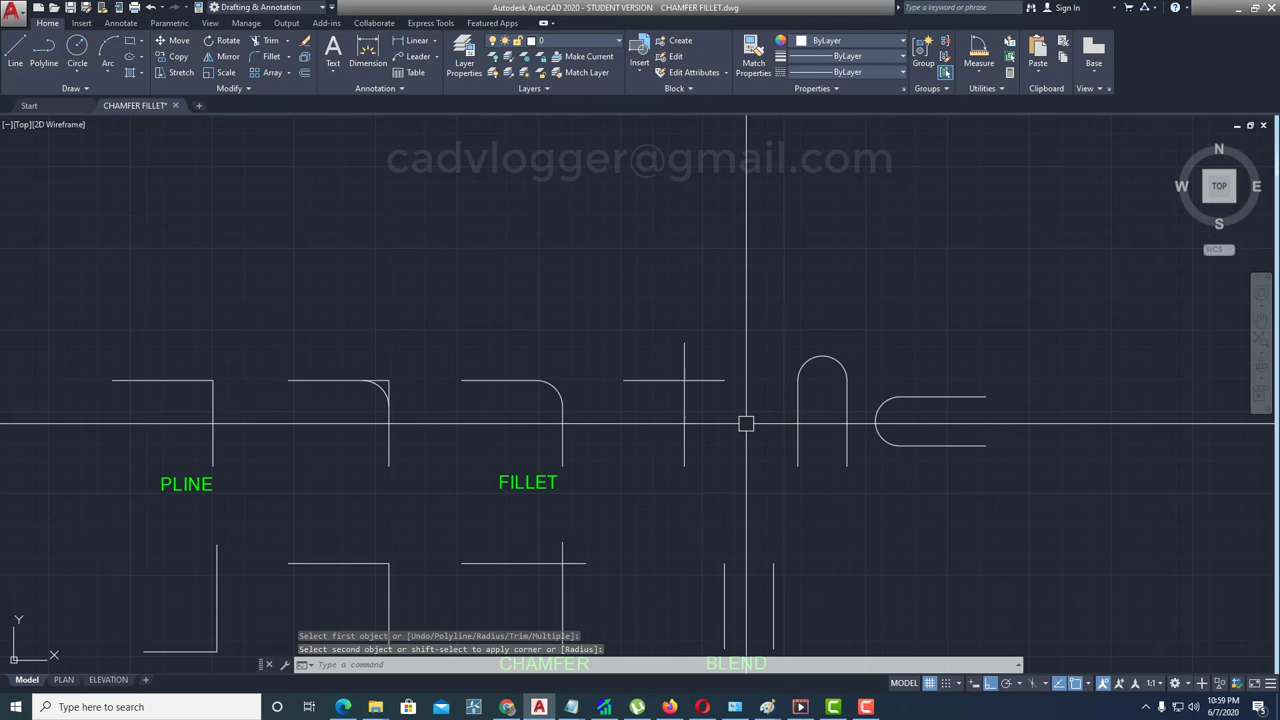 Drafting & Annotation
Autodesk AutoCAD 2020 - STUDENT VERSION CHAMFER FILLET.dwg
Type a keyword or phrase
Sign In
Home Insert Annotate Parametric View Manage Output Add-ins Collaborate Express Tools Featured Apps
Line Polyline Circle Arc
Move Rotate Trim
Copy Mirror Fillet
Stretch Scale Array
Text Dimension
Linear
Leader
Table
Layer Properties
0
Make Current
Match Layer
Insert
Create
Edit
Edit Attributes
Match Properties
ByLayer
ByLayer
ByLayer
Group
Measure
Paste
Base
Draw Modify Annotation Layers Block Properties Groups Utilities Clipboard View
Start CHAMFER FILLET*
[−][Top][2D Wireframe]
cadvlogger@gmail.com
N
W TOP E
S
WCS
PLINE
FILLET
Select first object or [Undo/Polyline/Radius/Trim/Multiple]:
Select second object or shift-select to apply corner or [Radius]:
Type a command
CHAMFER
BLEND
Y
X
Model PLAN ELEVATION
MODEL
1:1
Type here to search
10:59 PM
6/7/2020